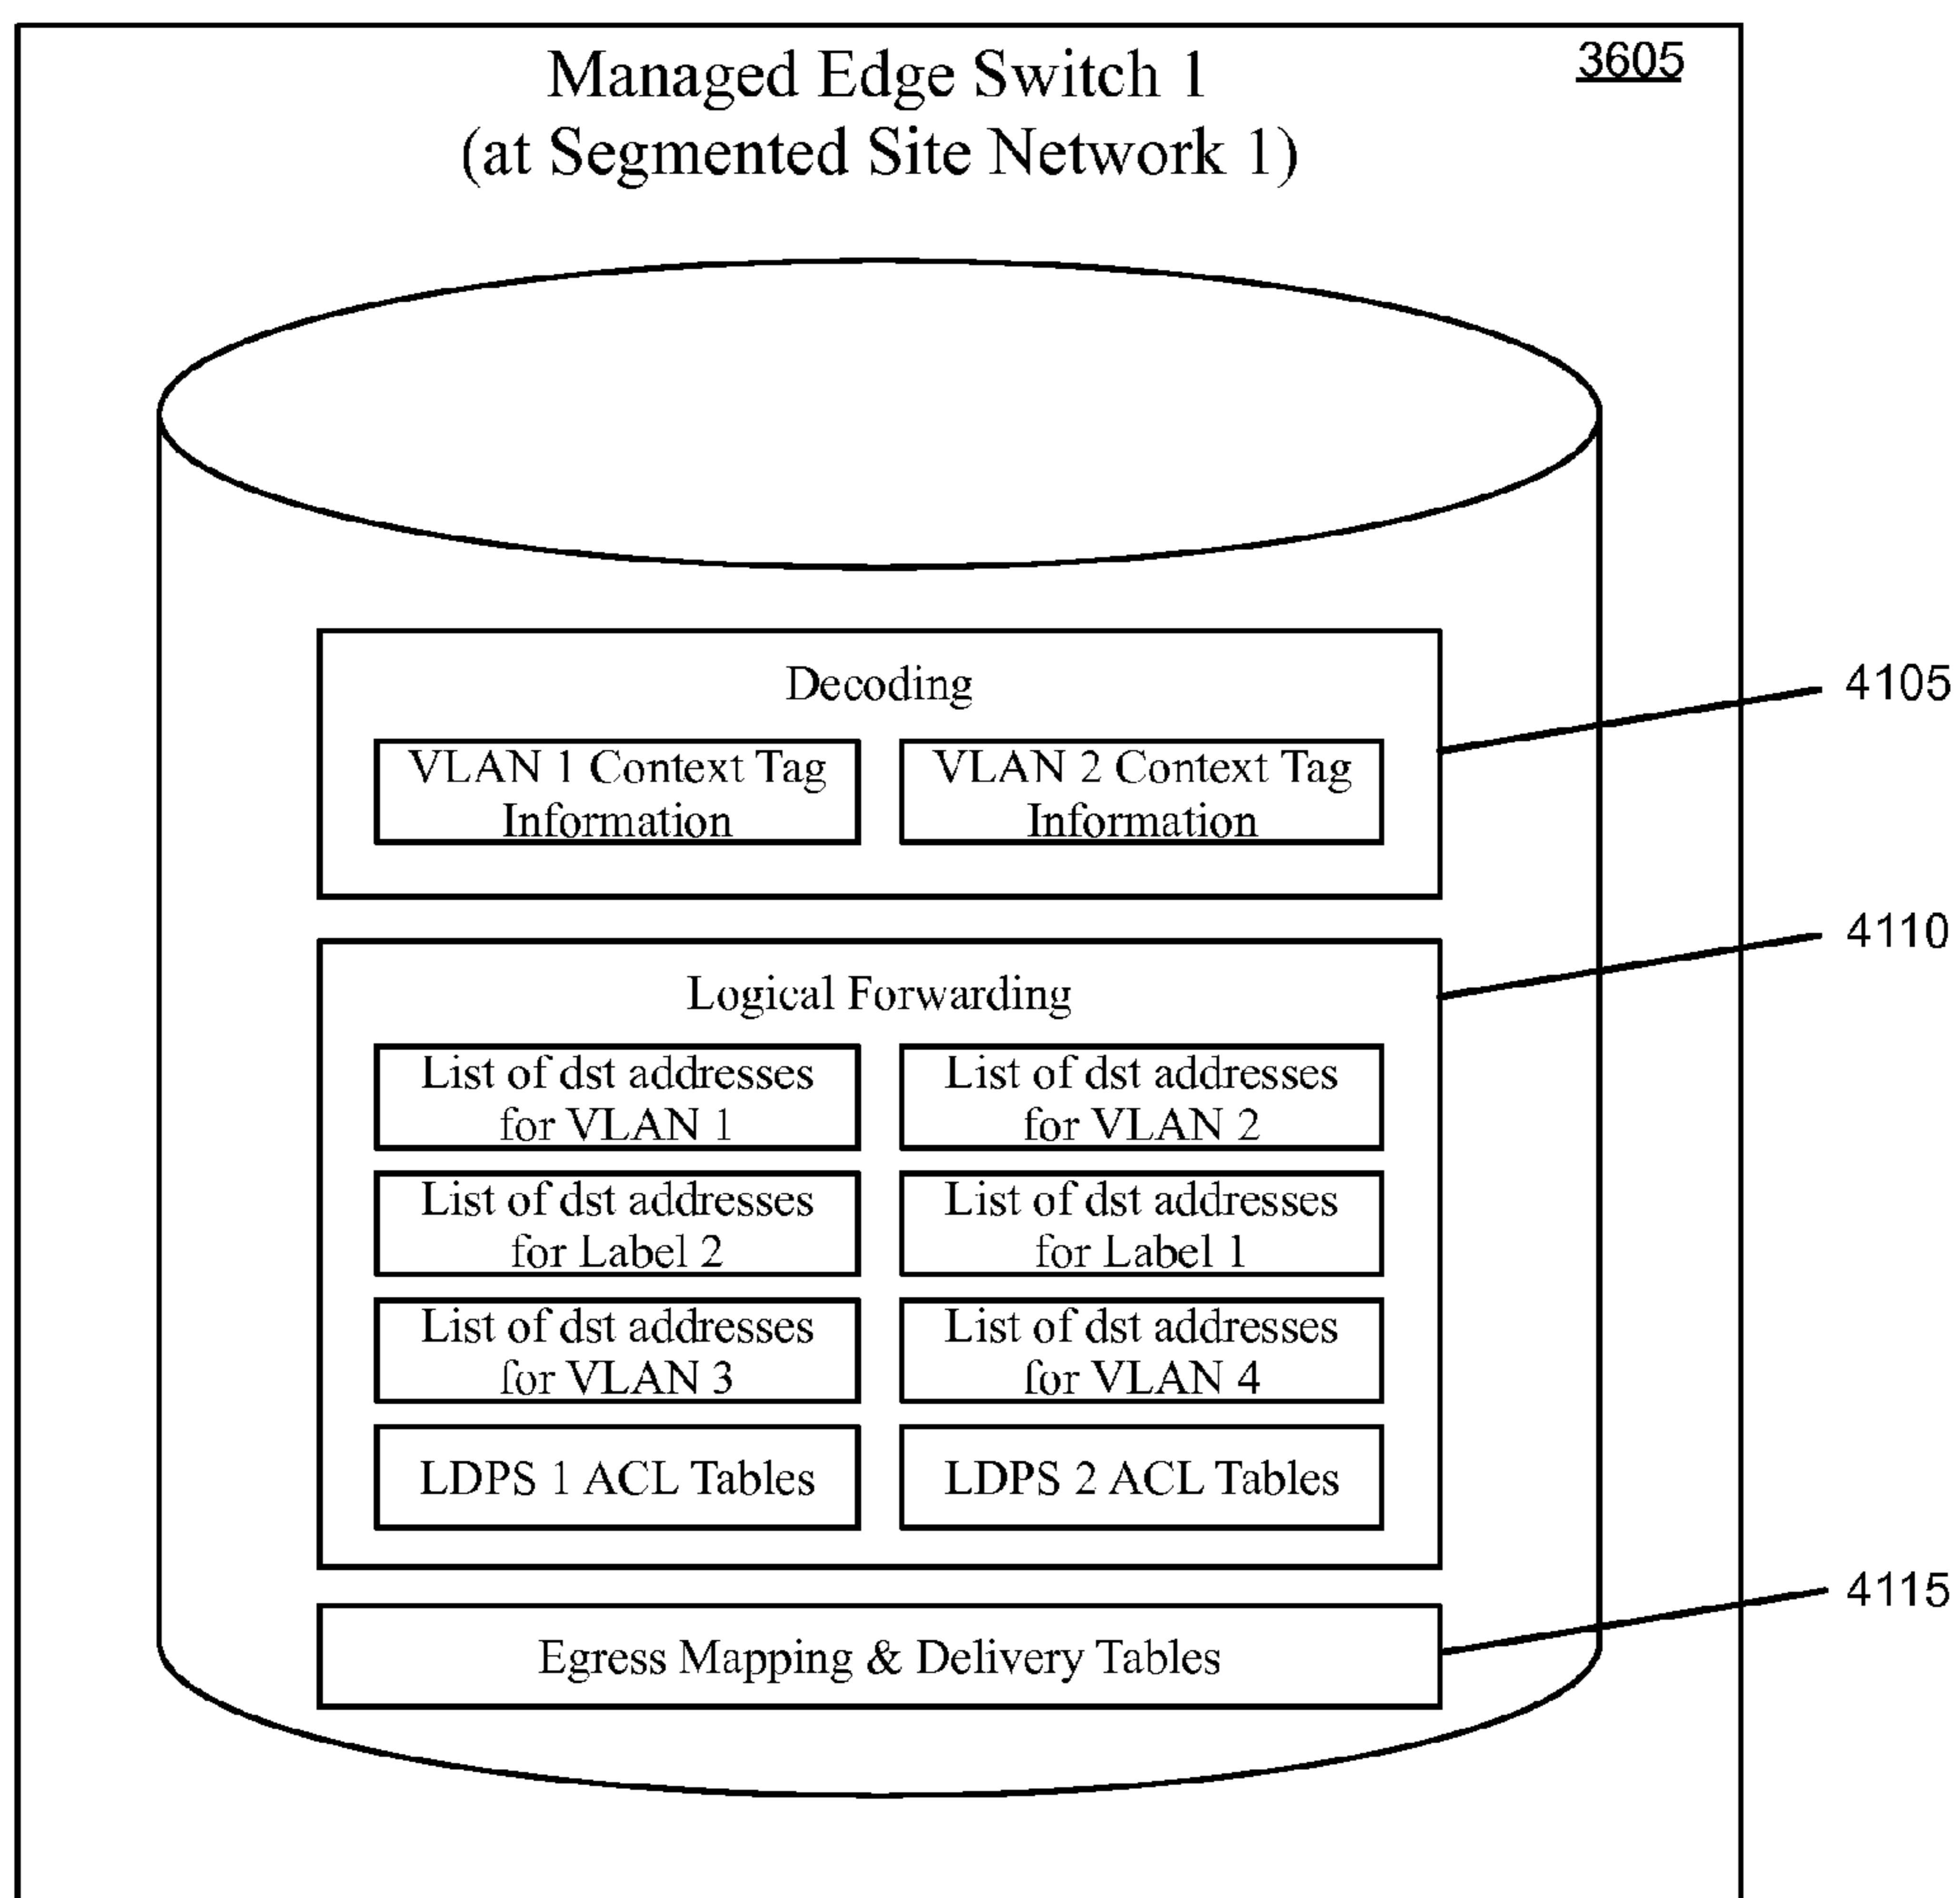 Managed Edge Switch 1
(at Segmented Site Network 1)
3605
Decoding
VLAN 1 Context Tag
Information
VLAN 2 Context Tag
Information
4105
Logical Forwarding
4110
List of dst addresses
for VLAN 1
List of dst addresses
for VLAN 2
List of dst addresses
for Label 2
List of dst addresses
for Label 1
List of dst addresses
for VLAN 3
List of dst addresses
for VLAN 4
LDPS 1 ACL Tables
LDPS 2 ACL Tables
Egress Mapping & Delivery Tables
4115